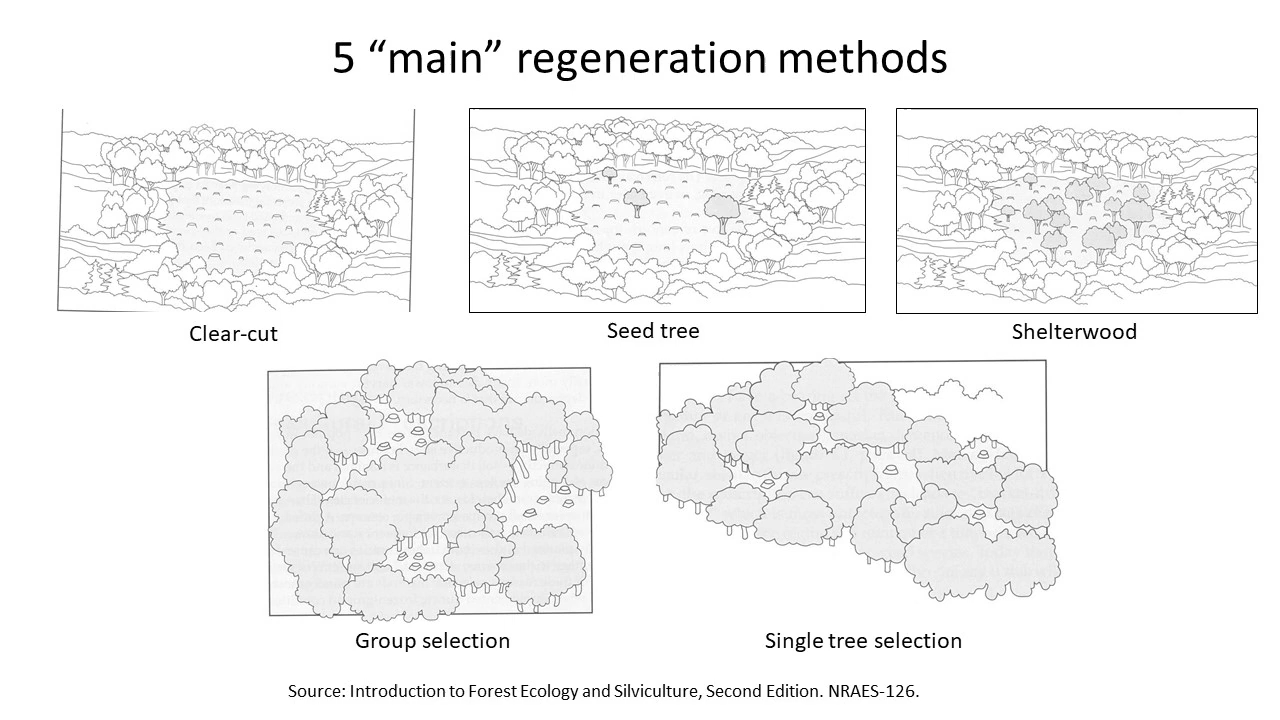 5 “main” regeneration methods
Clear-cut
Seed tree
Shelterwood
Group selection
Single tree selection
Source: Introduction to Forest Ecology and Silviculture, Second Edition. NRAES-126.